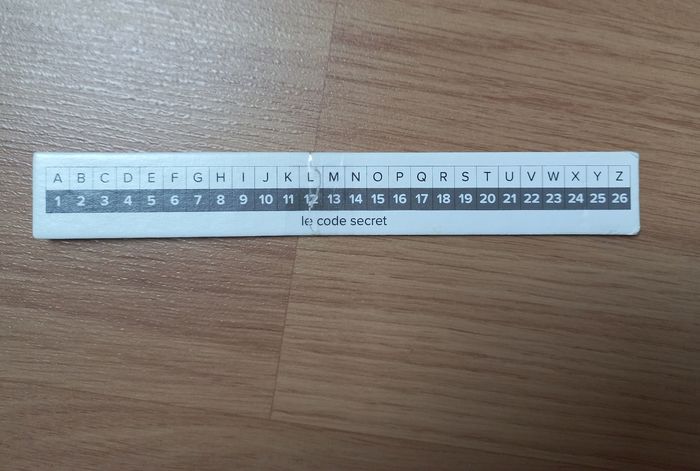 A B C D E F G H I J K L M N O P Q R S T U V W X Y Z
1 2 3 4 5 6 7 8 9 10 11 12 13 14 15 16 17 18 19 20 21 22 23 24 25 26
le code secret